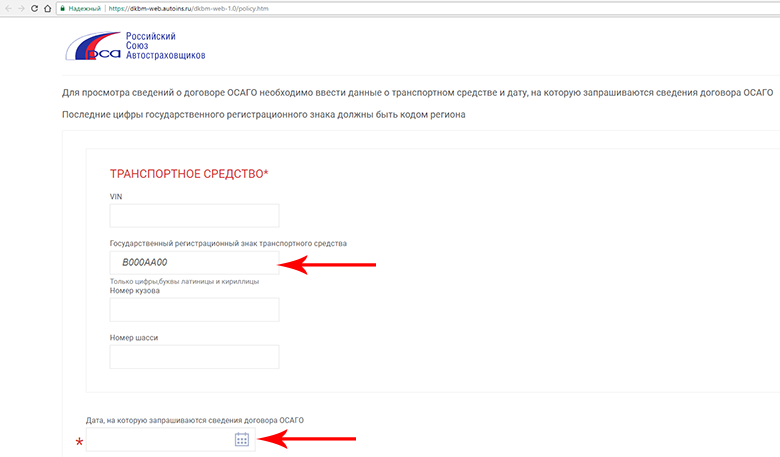 Надежный | https://dkbm-web.autoins.ru/dkbm-web-1.0/policy.htm
рса
Российский
Союз
Автостраховщиков
Для просмотра сведений о договоре ОСАГО необходимо ввести данные о транспортном средстве и дату, на которую запрашиваются сведения договора ОСАГО
Последние цифры государственного регистрационного знака должны быть кодом региона
ТРАНСПОРТНОЕ СРЕДСТВО*
VIN
Государственный регистрационный знак транспортного средства
B000AA00
Только цифры,буквы латиницы и кириллицы
Номер кузова
Номер шасси
Дата, на которую запрашиваются сведения договора ОСАГО
*